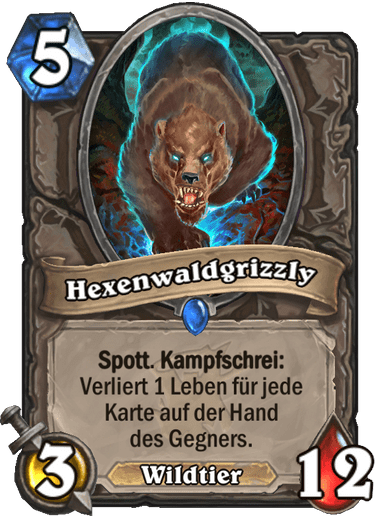 5
Hexenwaldgrizzly
Spott. Kampfschrei:
Verliert 1 Leben für jede
Karte auf der Hand
des Gegners.
3
Wildtier
12